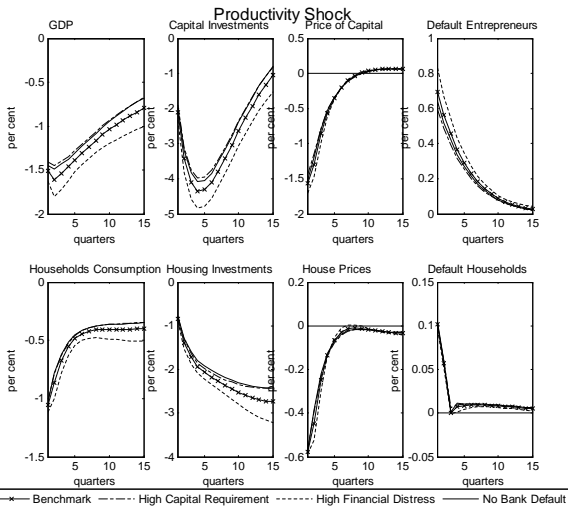 Productivity Shock
GDP
Capital Investments
Price of Capital
Default Entrepreneurs
0
-0.5
-1
-1.5
-2
per cent
5 10 15
quarters
0
-1
-2
-3
-4
-5
per cent
5 10 15
quarters
0.5
0
-0.5
-1
-1.5
-2
per cent
5 10 15
quarters
1
0.8
0.6
0.4
0.2
0
per cent
5 10 15
quarters
Households Consumption
Housing Investments
House Prices
Default Households
0
-0.5
-1
-1.5
per cent
5 10 15
quarters
0
-1
-2
-3
-4
per cent
5 10 15
quarters
0.2
0
-0.2
-0.4
-0.6
per cent
5 10 15
quarters
0.15
0.1
0.05
0
-0.05
per cent
5 10 15
quarters
Benchmark High Capital Requirement High Financial Distress No Bank Default